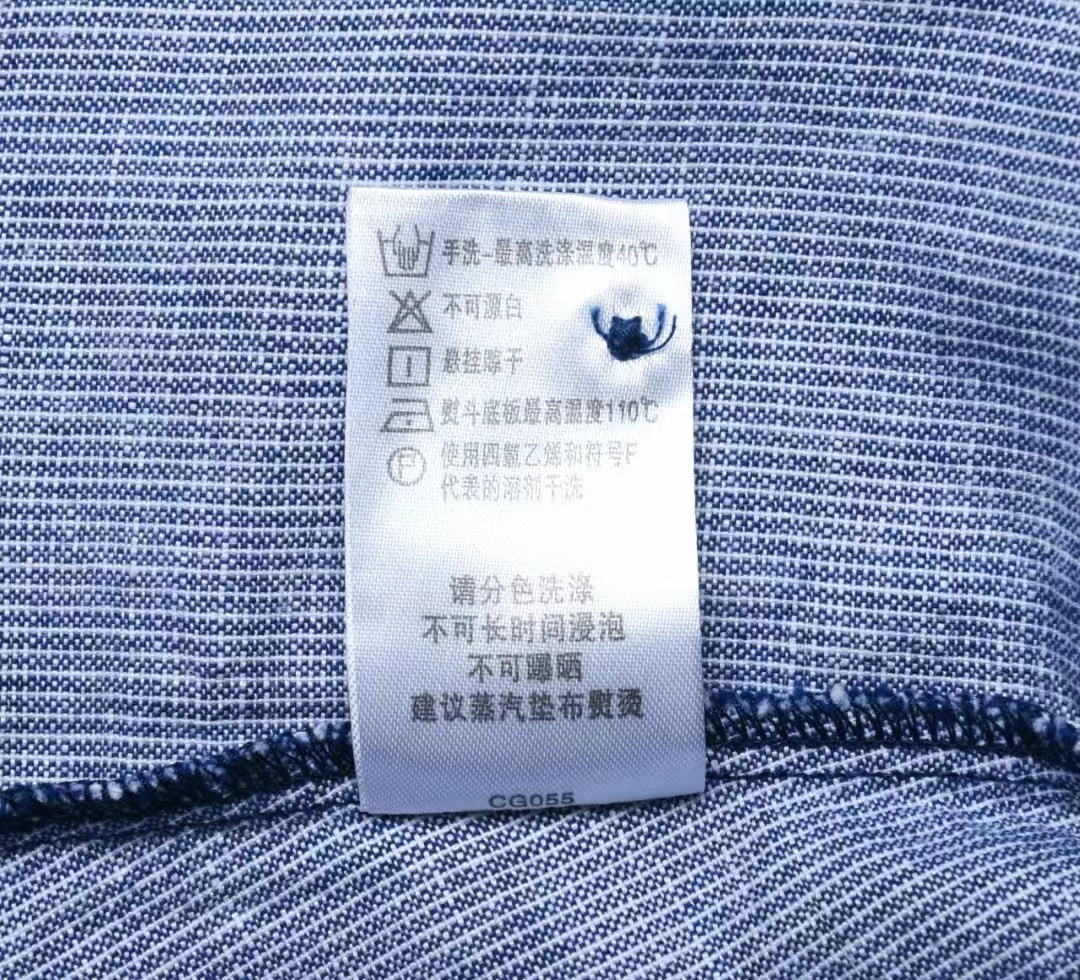 手洗-最高洗涤温度40℃
不可漂白
悬挂晾干
熨斗底板最高温度110℃
P
使用四氯乙烯和符号F
代表的溶剂干洗
请分色洗涤
不可长时间浸泡
不可曝晒
建议蒸汽垫布熨烫
CG055